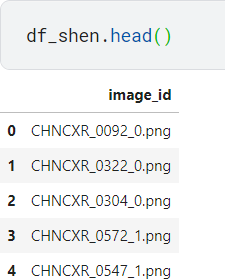 df_shen.head()
image_id
0 CHNCXR_0092_0.png
1 CHNCXR_0322_0.png
2 CHNCXR_0304_0.png
3 CHNCXR_0572_1.png
4 CHNCXR_0547_1.png